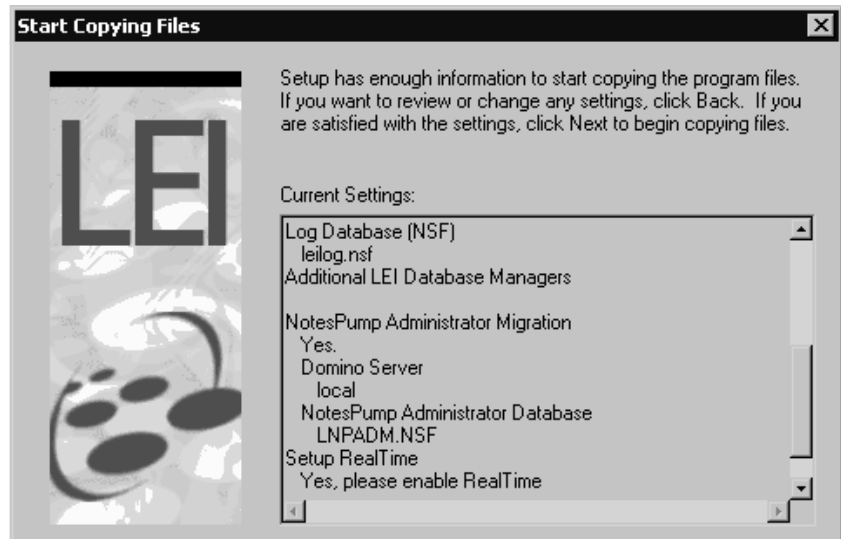 Start Copying Files
LEI
Setup has enough information to start copying the program files.
If you want to review or change any settings, click Back. If you
are satisfied with the settings, click Next to begin copying files.
Current Settings:
Log Database (NSF)
leilog.nsf
Additional LEI Database Managers
NotesPump Administrator Migration
Yes.
Domino Server
local
NotesPump Administrator Database
LNPADM.NSF
Setup RealTime
Yes, please enable RealTime